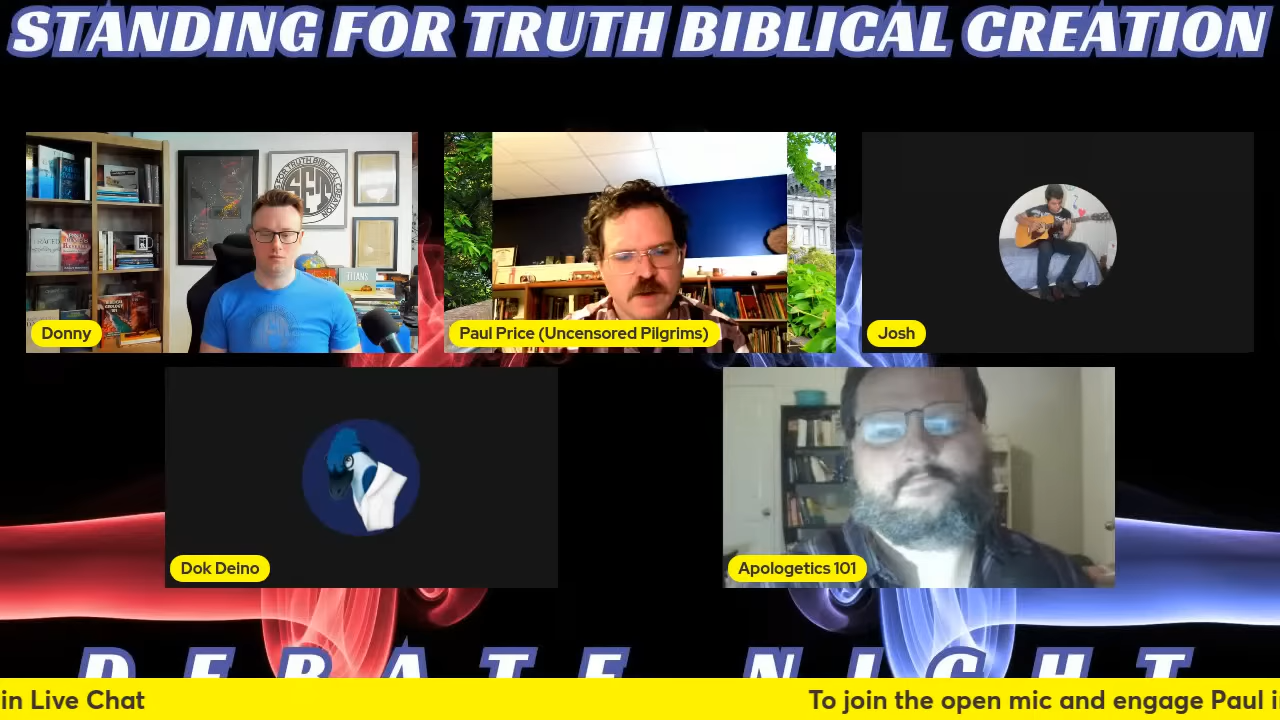 STANDING FOR TRUTH BIBLICAL CREATION
TITANS
Donny
Paul Price (Uncensored Pilgrims)
Josh
Dok Deino
Apologetics 101
DEBATE NIGHT
in Live Chat
To join the open mic and engage Paul i